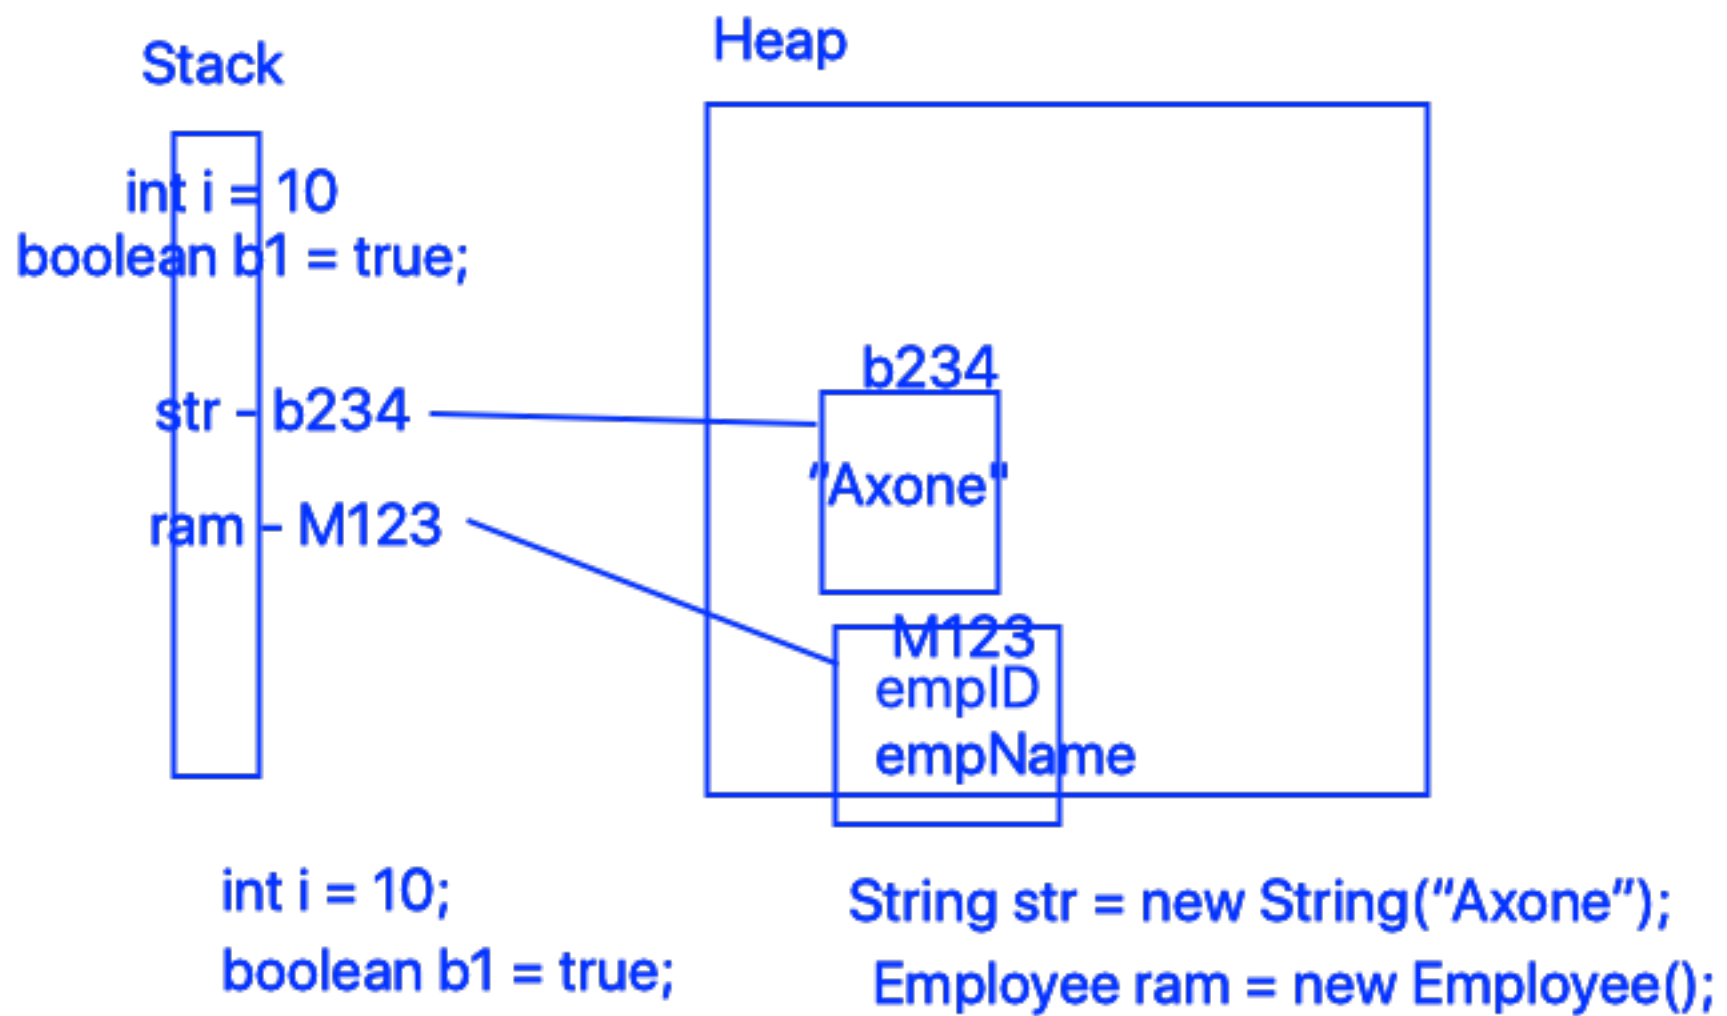 Stack
int i = 10
boolean b1 = true;
str - b234
ram - M123
Heap
b234
“Axone"
M123
empID
empName
int i = 10;
boolean b1 = true;
String str = new String(“Axone”);
Employee ram = new Employee();